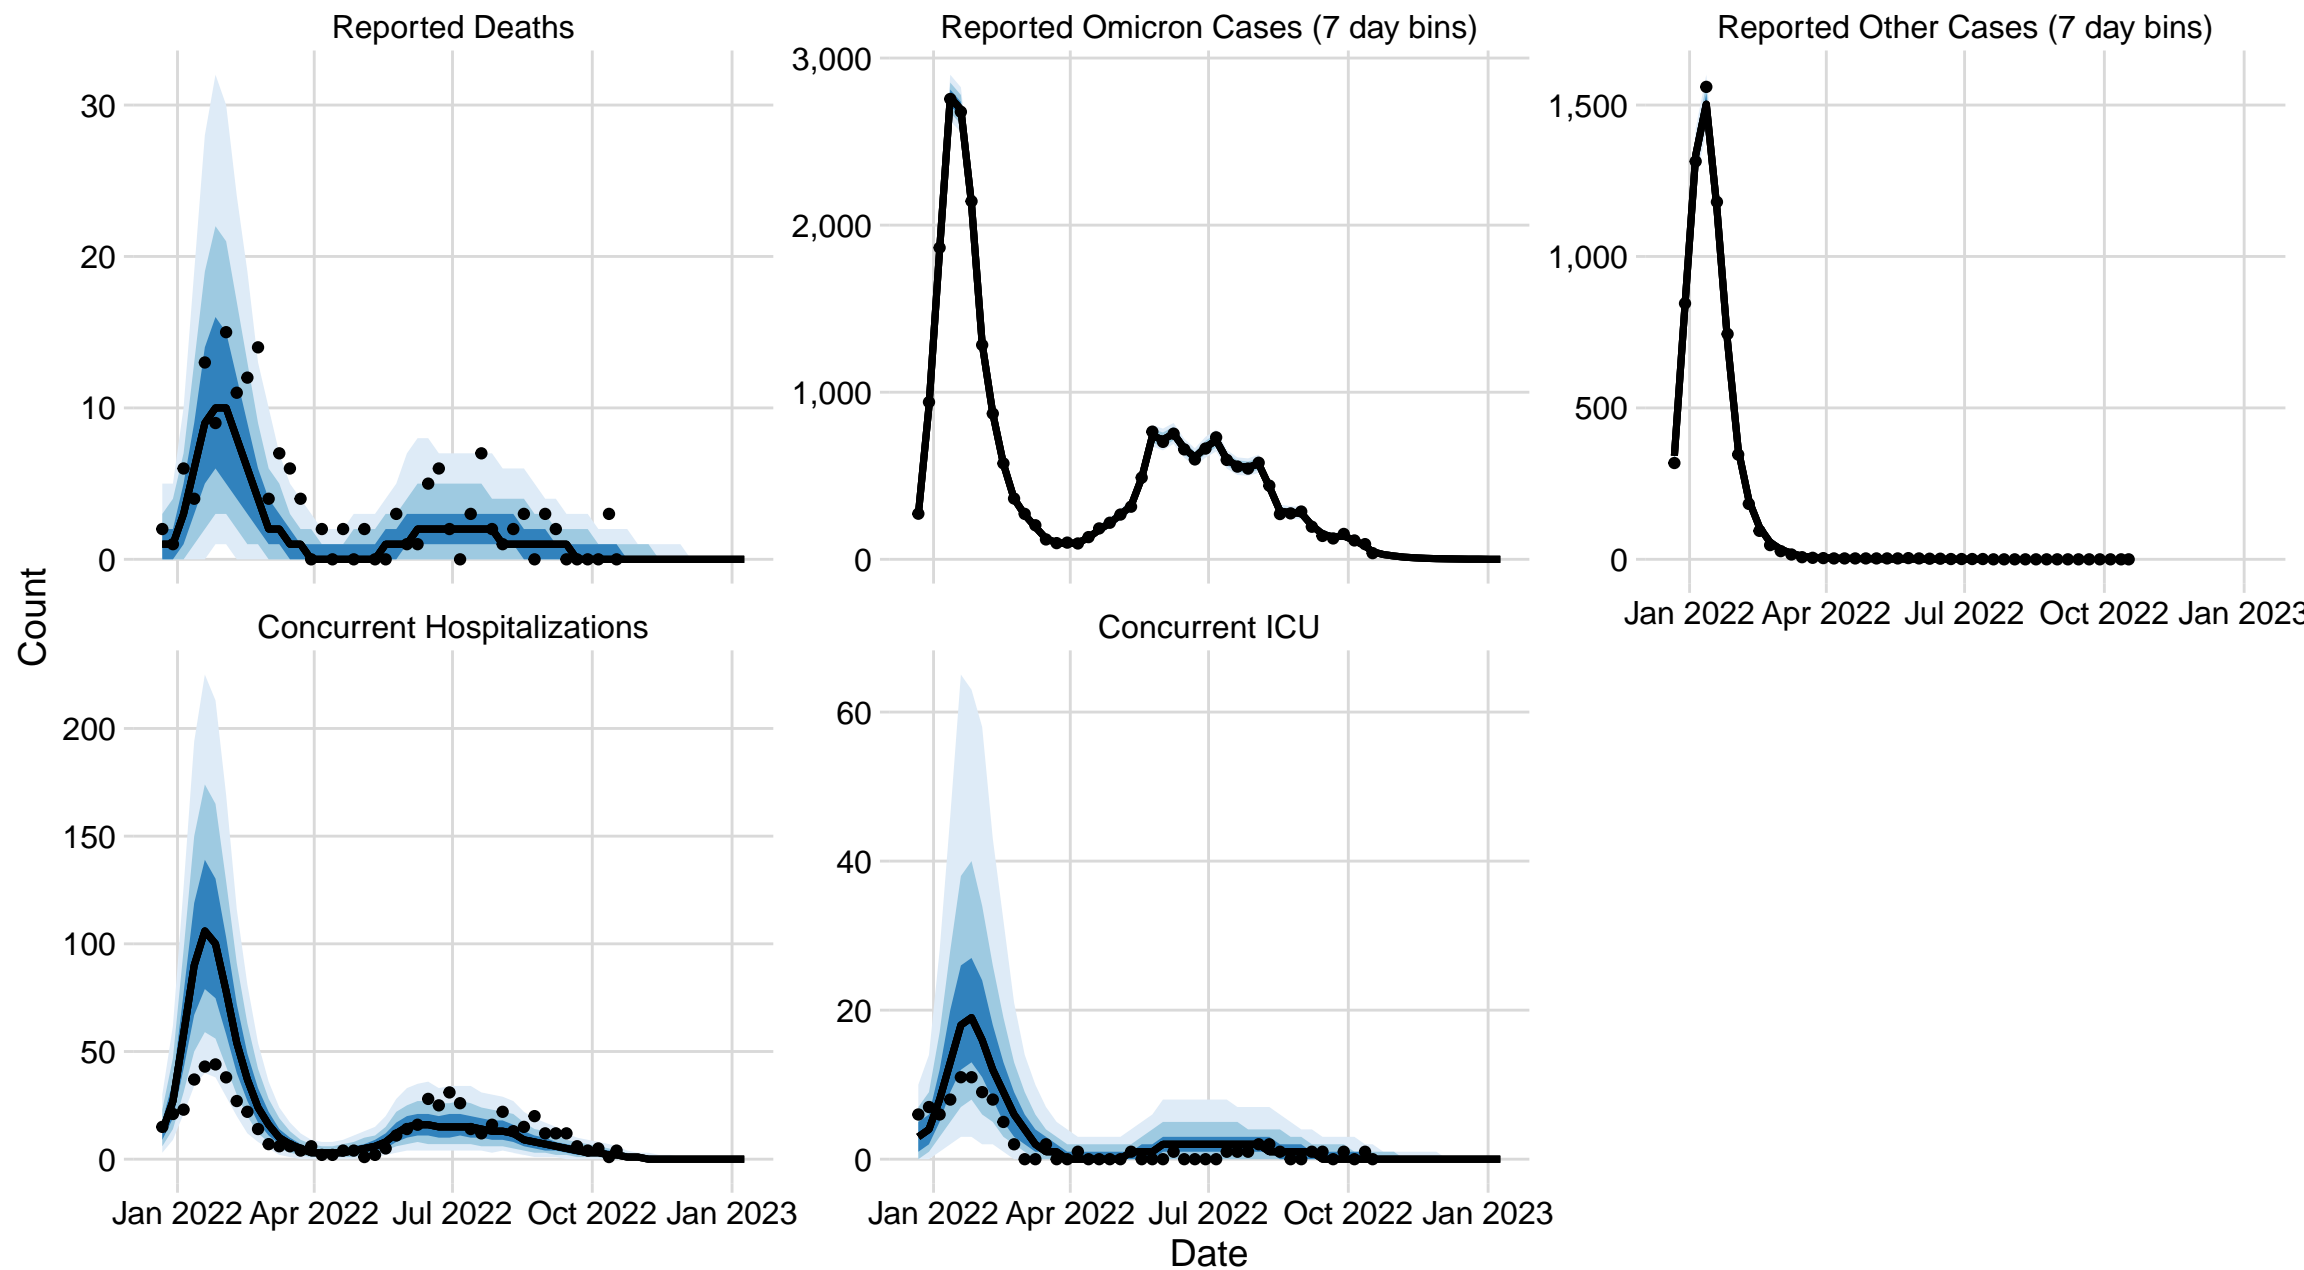 Reported Deaths
Reported Omicron Cases (7 day bins)
Reported Other Cases (7 day bins)
30
20
10
0
3,000
2,000
1,000
0
1,500
1,000
500
0
Jan 2022 Apr 2022 Jul 2022 Oct 2022 Jan 2023
Count
Concurrent Hospitalizations
Concurrent ICU
200
150
100
50
0
60
40
20
0
Jan 2022 Apr 2022 Jul 2022 Oct 2022 Jan 2023
Jan 2022 Apr 2022 Jul 2022 Oct 2022 Jan 2023
Date